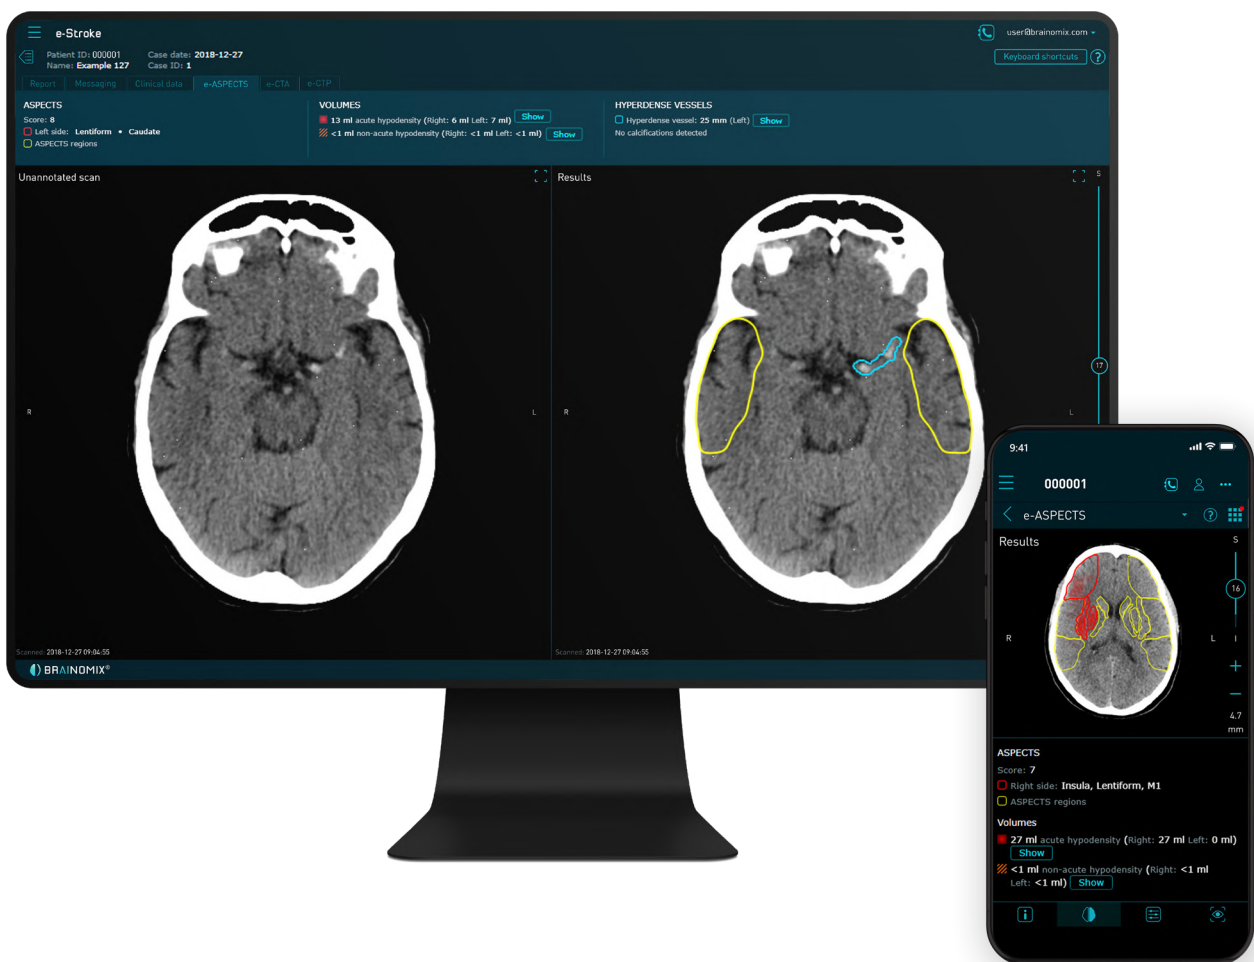 e-Stroke
user@brainomix.com
Patient ID: 000001 Case date: 2018-12-27
Name: Example 127 Case ID: 1
Keyboard shortcuts ?
Report Messaging Clinical data e-ASPECTS e-CTA e-CTP
ASPECTS
Score: 8
Left side: Lentiform • Caudate
ASPECTS regions
VOLUMES
13 ml acute hypodensity (Right: 6 ml Left: 7 ml) Show
<1 ml non-acute hypodensity (Right: <1 ml Left: <1 ml) Show
HYPERDENSE VESSELS
Hyperdense vessel: 25 mm (Left) Show
No calcifications detected
Unannotated scan
R
L
Scanned: 2018-12-27 09:04:55
Results
S
17
R
L
Scanned: 2018-12-27 09:04:55
BRAINOMIX®
9:41
000001
e-ASPECTS
?
Results
S
16
R
L
I
4.7
mm
ASPECTS
Score: 7
Right side: Insula, Lentiform, M1
ASPECTS regions
Volumes
27 ml acute hypodensity (Right: 27 ml Left: 0 ml)
Show
<1 ml non-acute hypodensity (Right: <1 ml
Left: <1 ml) Show